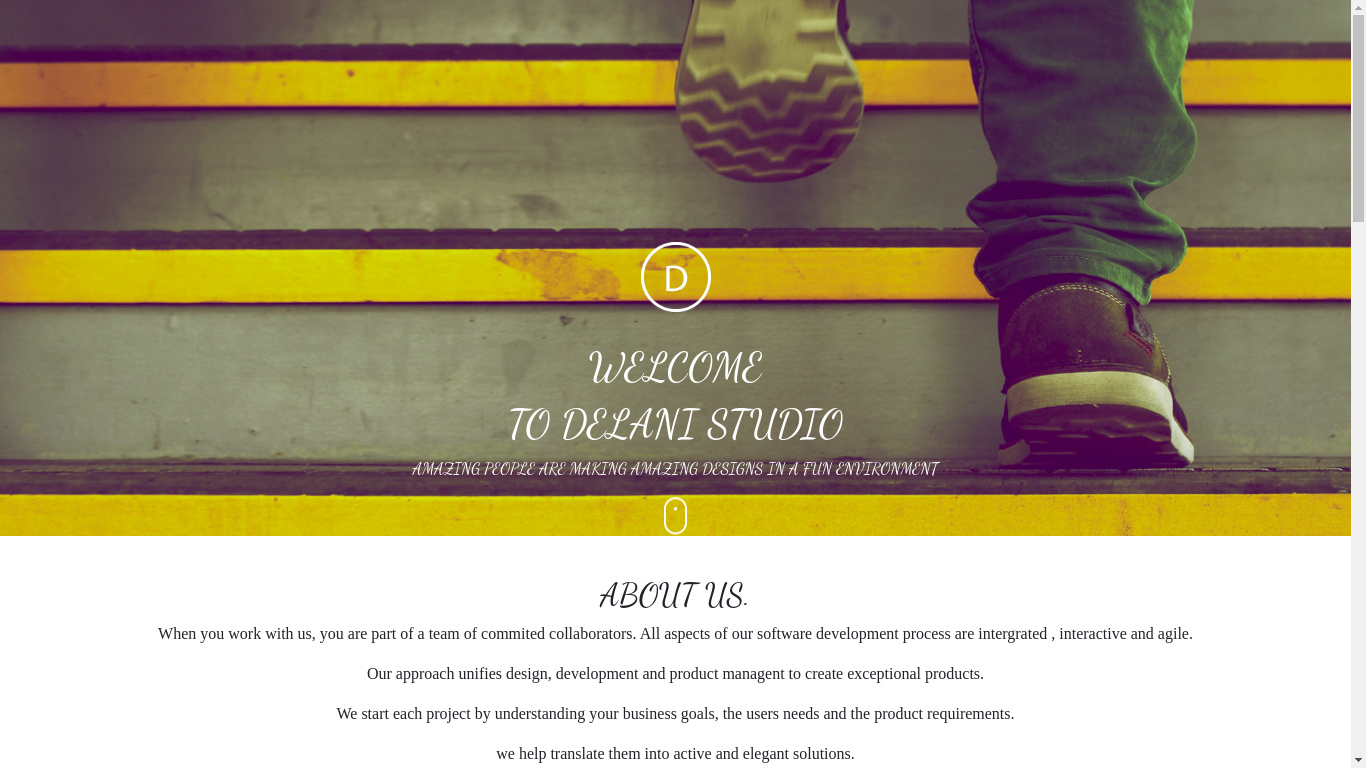 D
WELCOME
TO DELANI STUDIO
AMAZING PEOPLE ARE MAKING AMAZING DESIGNS IN A FUN ENVIRONMENT
ABOUT US.
When you work with us, you are part of a team of commited collaborators. All aspects of our software development process are intergrated , interactive and agile.
Our approach unifies design, development and product managent to create exceptional products.
We start each project by understanding your business goals, the users needs and the product requirements.
we help translate them into active and elegant solutions.